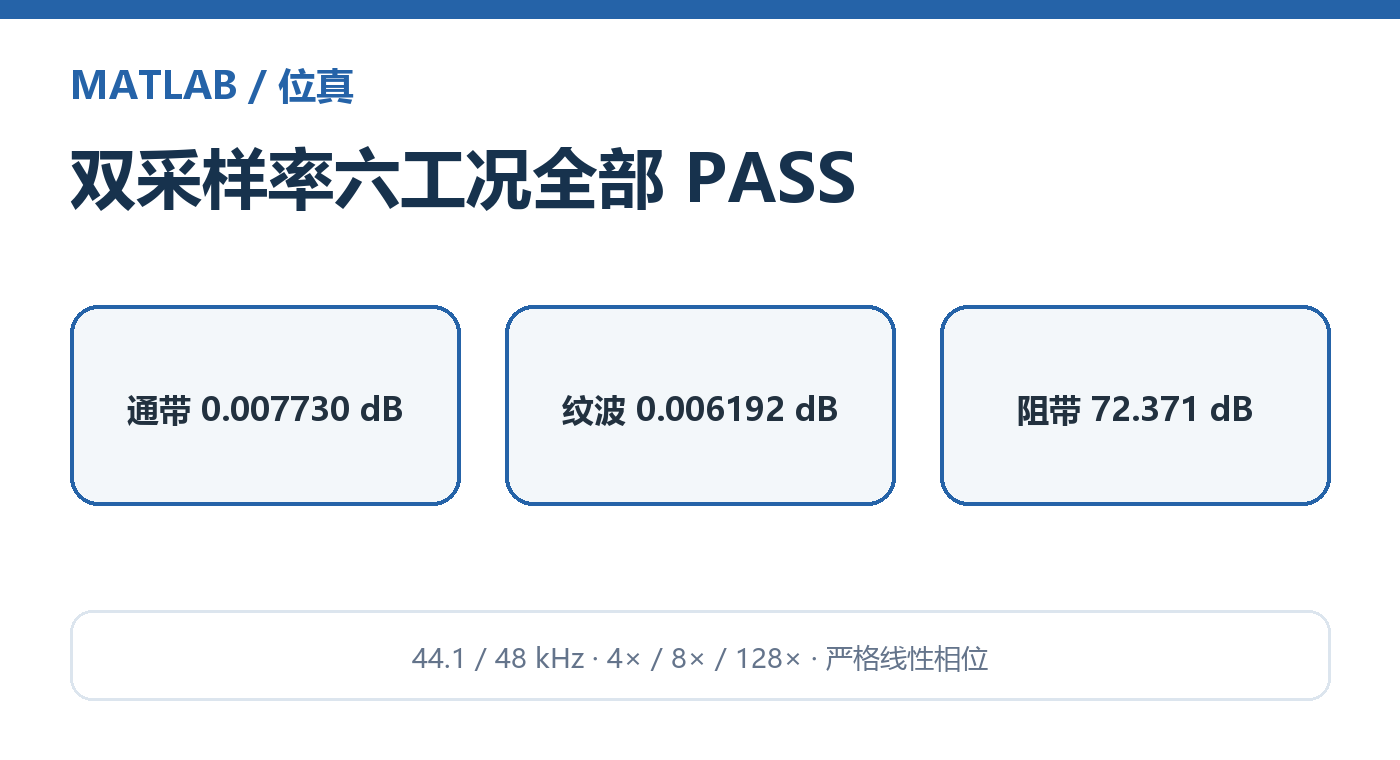 MATLAB / 位真
双采样率六工况全部 PASS
通带 0.007730 dB
纹波 0.006192 dB
阻带 72.371 dB
44.1 / 48 kHz · 4× / 8× / 128× · 严格线性相位